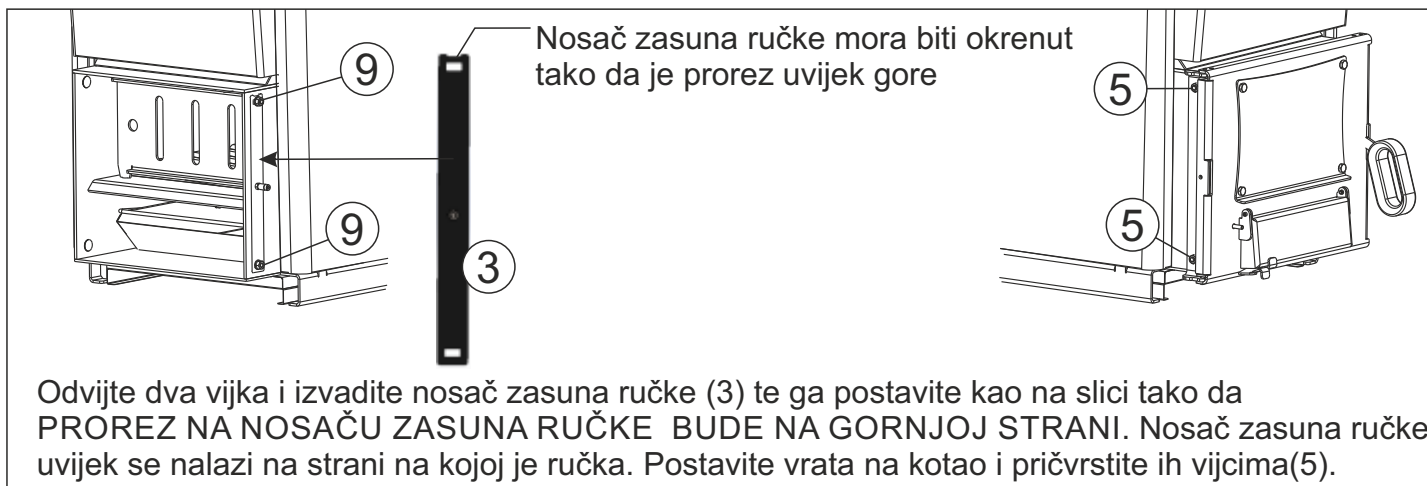 Nosač zasuna ručke mora biti okrenut
tako da je prorez uvijek gore
9
5
9
5
3
Odvijte dva vijka i izvadite nosač zasuna ručke (3) te ga postavite kao na slici tako da
PROREZ NA NOSAČU ZASUNA RUČKE BUDE NA GORNJOJ STRANI. Nosač zasuna ručke
uvijek se nalazi na strani na kojoj je ručka. Postavite vrata na kotao i pričvrstite ih vijcima(5).